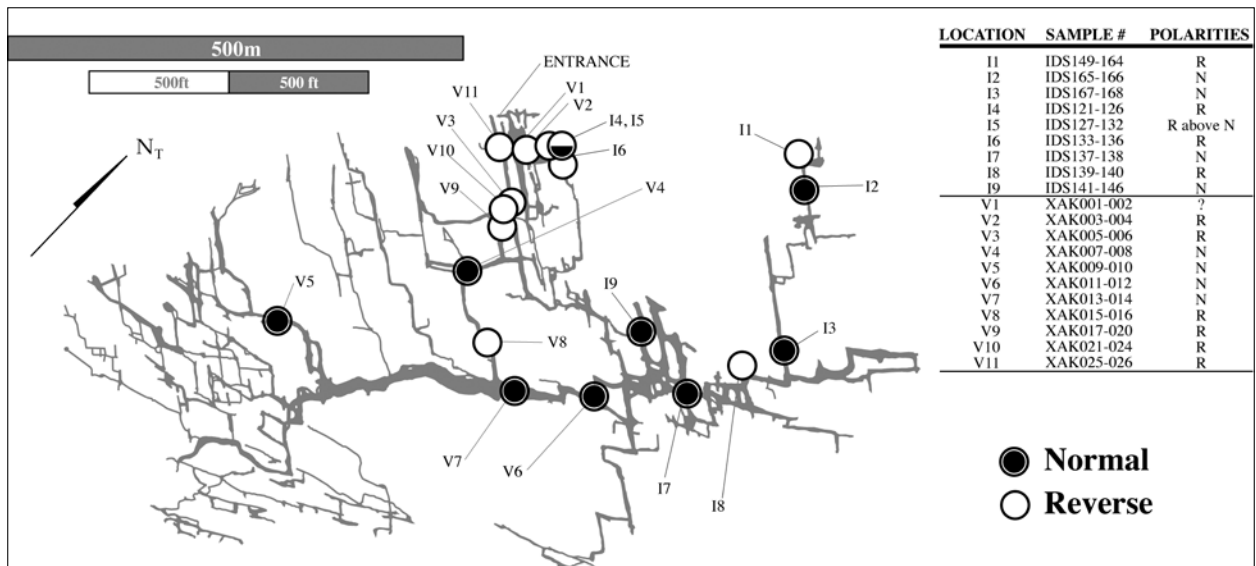 500m
500ft 500 ft
N_T
ENTRANCE
V11
V1
V2
V3
V10
V9
I4, I5
I6
V4
I1
I2
V5
I9
I3
V8
V7
V6
I7
I8
LOCATION SAMPLE # POLARITIES
I1 IDS149-164 R
I2 IDS165-166 N
I3 IDS167-168 N
I4 IDS121-126 R
I5 IDS127-132 R above N
I6 IDS133-136 R
I7 IDS137-138 N
I8 IDS139-140 R
I9 IDS141-146 N
V1 XAK001-002 ?
V2 XAK003-004 R
V3 XAK005-006 R
V4 XAK007-008 N
V5 XAK009-010 N
V6 XAK011-012 N
V7 XAK013-014 N
V8 XAK015-016 R
V9 XAK017-020 R
V10 XAK021-024 R
V11 XAK025-026 R
Normal
Reverse